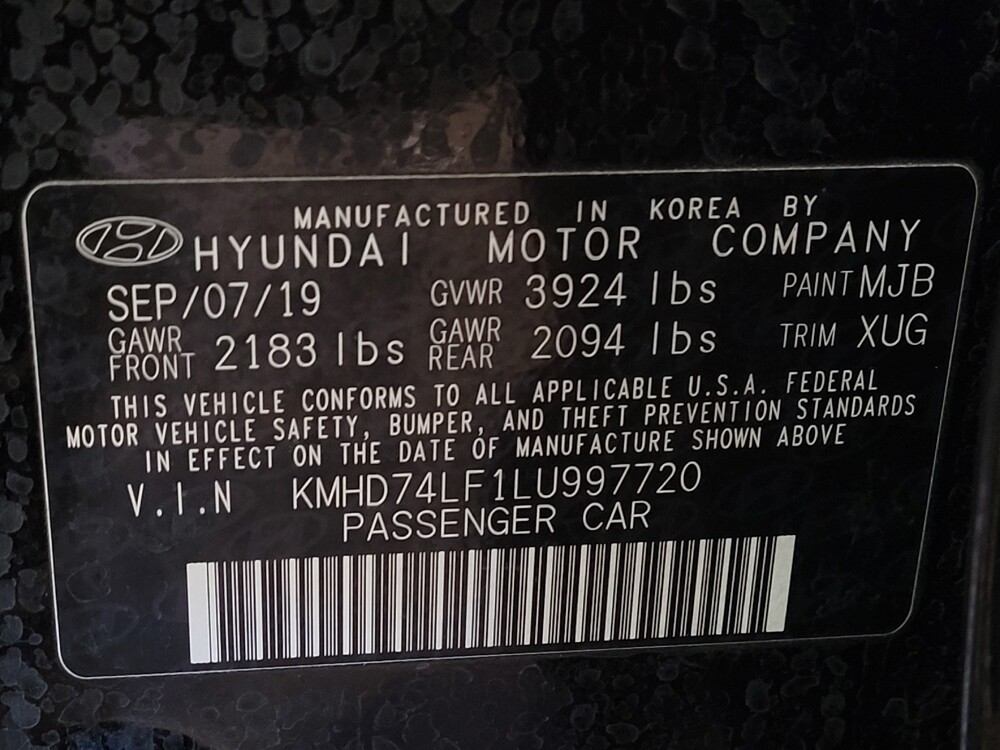 MANUFACTURED IN KOREA BY
HYUNDAI MOTOR COMPANY
SEP/07/19 GVWR 3924 lbs PAINT MJB
GAWR FRONT 2183 lbs GAWR REAR 2094 lbs TRIM XUG
THIS VEHICLE CONFORMS TO ALL APPLICABLE U.S.A. FEDERAL
MOTOR VEHICLE SAFETY, BUMPER, AND THEFT PREVENTION STANDARDS
IN EFFECT ON THE DATE OF MANUFACTURE SHOWN ABOVE
V.I.N KMHD74LF1LU997720
PASSENGER CAR